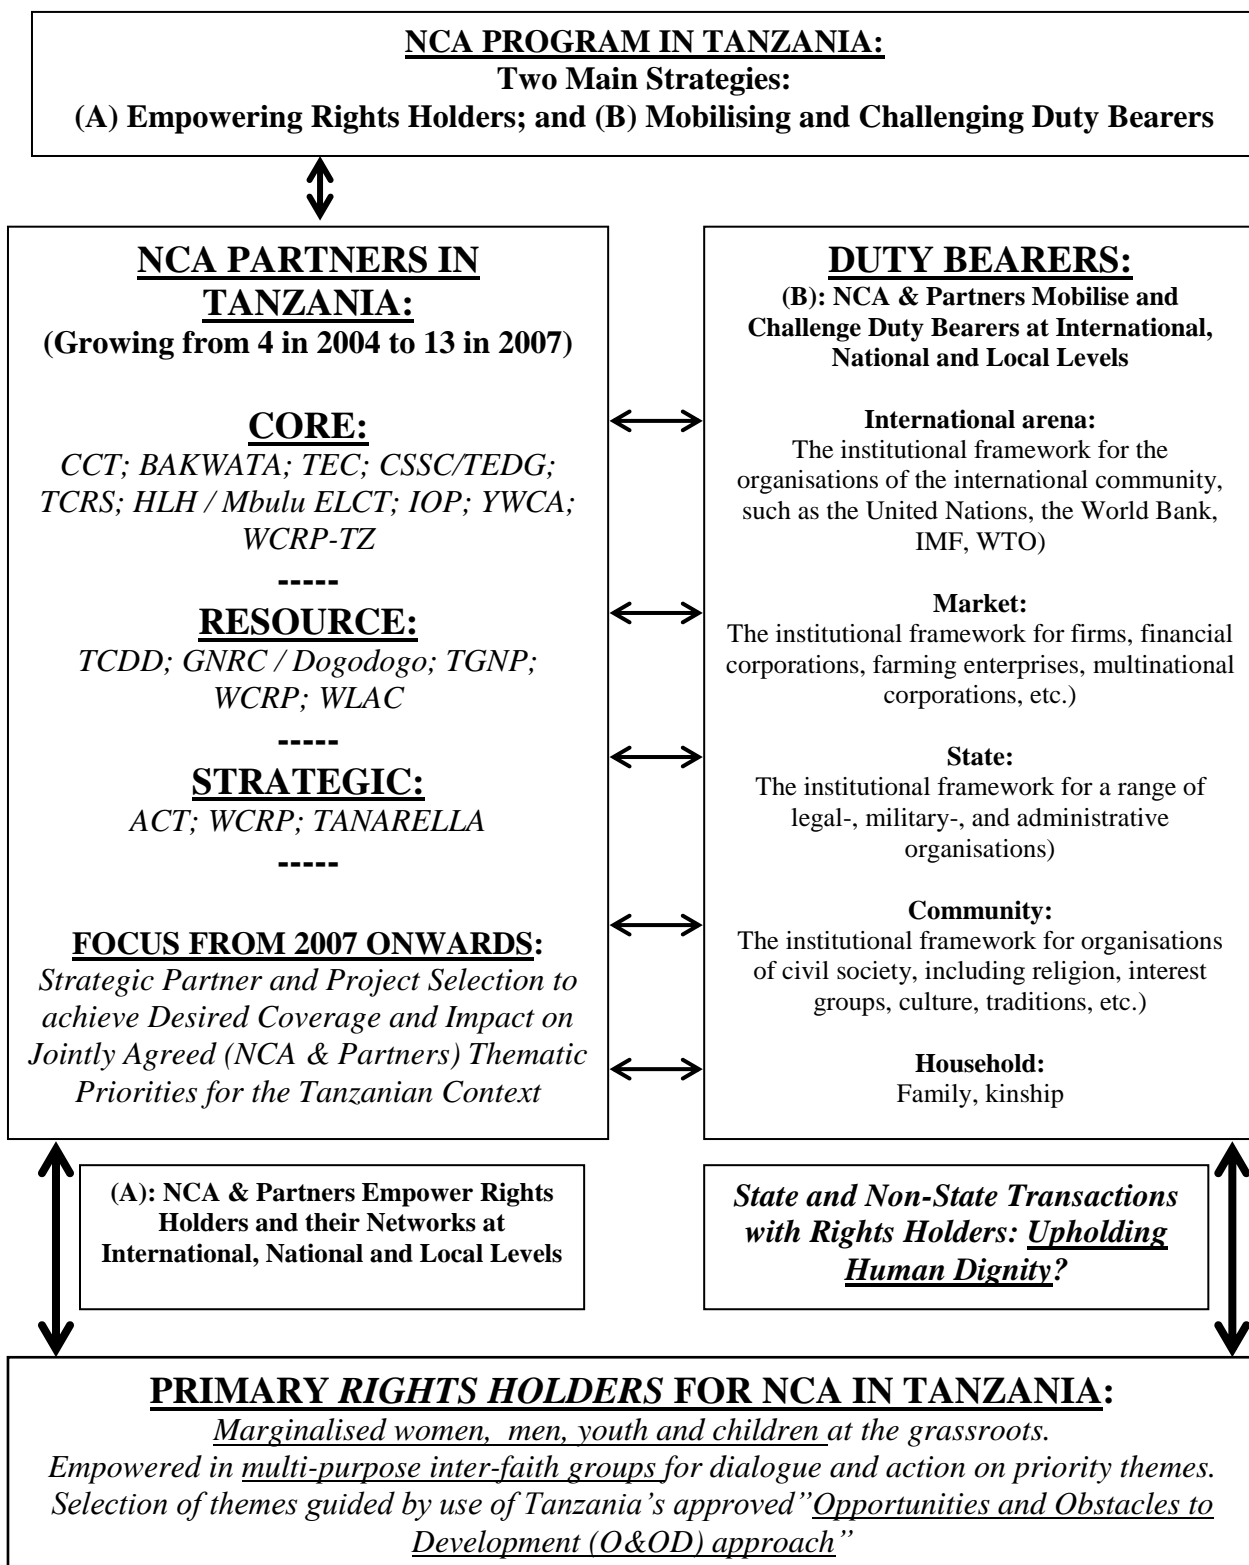 NCA PROGRAM IN TANZANIA:
Two Main Strategies:
(A) Empowering Rights Holders; and (B) Mobilising and Challenging Duty Bearers
NCA PARTNERS IN
TANZANIA:
(Growing from 4 in 2004 to 13 in 2007)
CORE:
CCT; BAKWATA; TEC; CSSC/TEDG;
TCRS; HLH / Mbulu ELCT; IOP; YWCA;
WCRP-TZ
-----
RESOURCE:
TCDD; GNRC / Dogodogo; TGNP;
WCRP; WLAC
-----
STRATEGIC:
ACT; WCRP; TANARELLA
-----
FOCUS FROM 2007 ONWARDS:
Strategic Partner and Project Selection to
achieve Desired Coverage and Impact on
Jointly Agreed (NCA & Partners) Thematic
Priorities for the Tanzanian Context
DUTY BEARERS:
(B): NCA & Partners Mobilise and
Challenge Duty Bearers at International,
National and Local Levels
International arena:
The institutional framework for the
organisations of the international community,
such as the United Nations, the World Bank,
IMF, WTO)
Market:
The institutional framework for firms, financial
corporations, farming enterprises, multinational
corporations, etc.)
State:
The institutional framework for a range of
legal-, military-, and administrative
organisations)
Community:
The institutional framework for organisations
of civil society, including religion, interest
groups, culture, traditions, etc.)
Household:
Family, kinship
(A): NCA & Partners Empower Rights
Holders and their Networks at
International, National and Local Levels
State and Non-State Transactions
with Rights Holders: Upholding
Human Dignity?
PRIMARY RIGHTS HOLDERS FOR NCA IN TANZANIA:
Marginalised women, men, youth and children at the grassroots.
Empowered in multi-purpose inter-faith groups for dialogue and action on priority themes.
Selection of themes guided by use of Tanzania's approved”Opportunities and Obstacles to
Development (O&OD) approach”